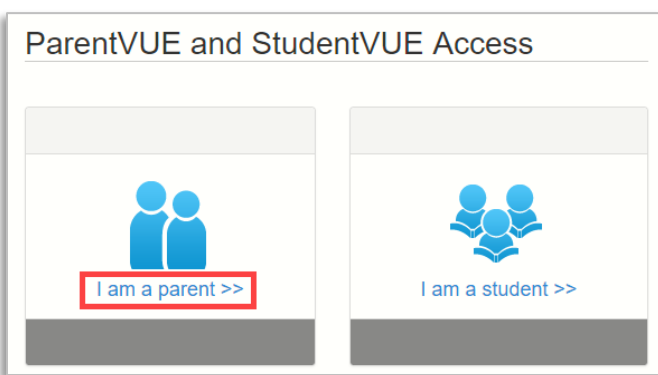 ParentVUE and StudentVUE Access
I am a parent >>
I am a student >>